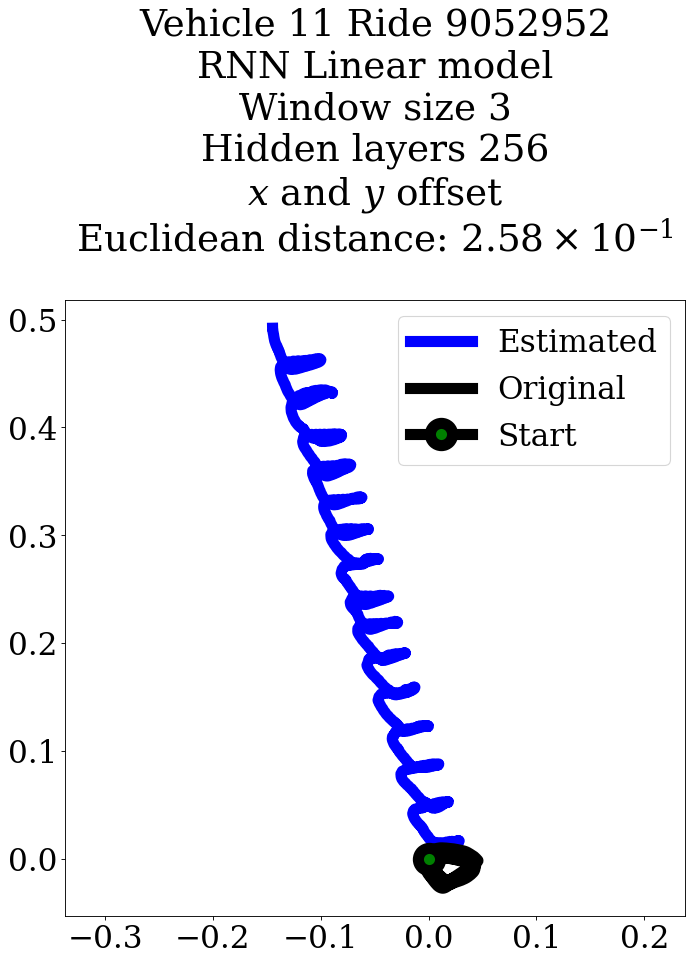 Vehicle 11 Ride 9052952
RNN Linear model
Window size 3
Hidden layers 256
x and y offset
Euclidean distance: 2.58 × 10⁻¹
Estimated
Original
Start
0.5
0.4
0.3
0.2
0.1
0.0
−0.3 −0.2 −0.1 0.0 0.1 0.2